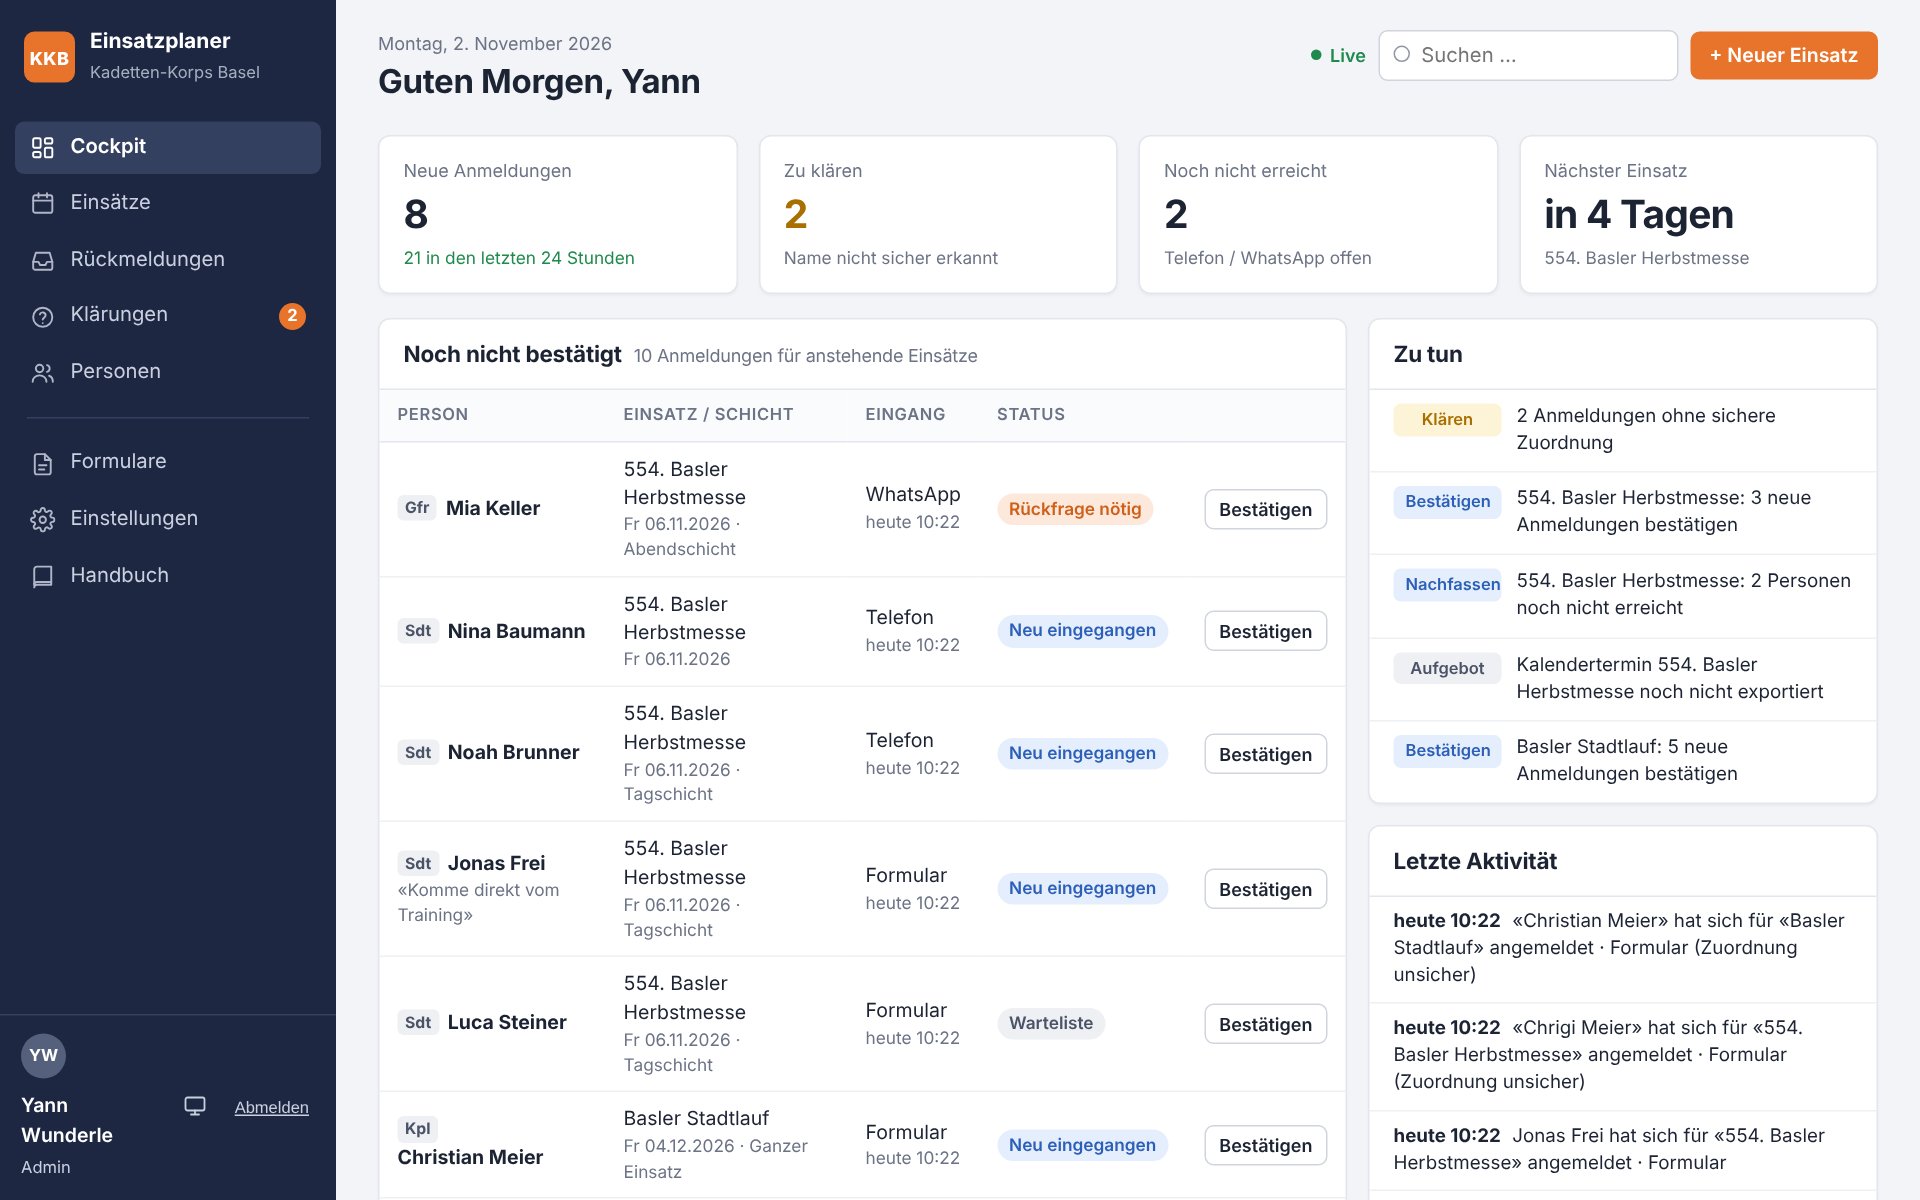 KKB
Einsatzplaner
Kadetten-Korps Basel
Cockpit
Einsätze
Rückmeldungen
Klärungen
2
Personen
Formulare
Einstellungen
Handbuch
YW
Yann
Wunderle
Admin
Abmelden
Montag, 2. November 2026
Guten Morgen, Yann
Live
Suchen ...
+ Neuer Einsatz
Neue Anmeldungen
8
21 in den letzten 24 Stunden
Zu klären
2
Name nicht sicher erkannt
Noch nicht erreicht
2
Telefon / WhatsApp offen
Nächster Einsatz
in 4 Tagen
554. Basler Herbstmesse
Noch nicht bestätigt 10 Anmeldungen für anstehende Einsätze
PERSON EINSATZ / SCHICHT EINGANG STATUS
Gfr Mia Keller
554. Basler
Herbstmesse
Fr 06.11.2026 ·
Abendschicht
WhatsApp
heute 10:22
Rückfrage nötig
Bestätigen
Sdt Nina Baumann
554. Basler
Herbstmesse
Fr 06.11.2026
Telefon
heute 10:22
Neu eingegangen
Bestätigen
Sdt Noah Brunner
554. Basler
Herbstmesse
Fr 06.11.2026 ·
Tagschicht
Telefon
heute 10:22
Neu eingegangen
Bestätigen
Sdt Jonas Frei
«Komme direkt vom
Training»
554. Basler
Herbstmesse
Fr 06.11.2026 ·
Tagschicht
Formular
heute 10:22
Neu eingegangen
Bestätigen
Sdt Luca Steiner
554. Basler
Herbstmesse
Fr 06.11.2026 ·
Tagschicht
Formular
heute 10:22
Warteliste
Bestätigen
Kpl
Christian Meier
Basler Stadtlauf
Fr 04.12.2026 · Ganzer
Einsatz
Formular
heute 10:22
Neu eingegangen
Bestätigen
Zu tun
Klären
2 Anmeldungen ohne sichere
Zuordnung
Bestätigen
554. Basler Herbstmesse: 3 neue
Anmeldungen bestätigen
Nachfassen
554. Basler Herbstmesse: 2 Personen
noch nicht erreicht
Aufgebot
Kalendertermin 554. Basler
Herbstmesse noch nicht exportiert
Bestätigen
Basler Stadtlauf: 5 neue
Anmeldungen bestätigen
Letzte Aktivität
heute 10:22 «Christian Meier» hat sich für «Basler
Stadtlauf» angemeldet · Formular (Zuordnung
unsicher)
heute 10:22 «Chrigi Meier» hat sich für «554.
Basler Herbstmesse» angemeldet · Formular
(Zuordnung unsicher)
heute 10:22 Jonas Frei hat sich für «554. Basler
Herbstmesse» angemeldet · Formular